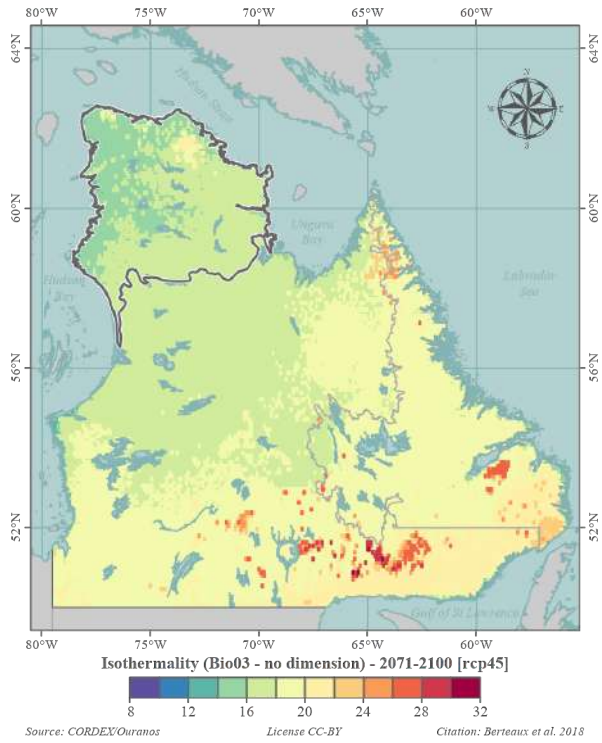 80°W 75°W 70°W 65°W 60°W
64°N 64°N
Hudson Strait
N
W E
S
60°N 60°N
Ungava
Bay
Hudson
Bay
Labrador
Sea
56°N 56°N
52°N 52°N
Gulf of St Lawrence
80°W 75°W 70°W 65°W 60°W
Isothermality (Bio03 - no dimension) - 2071-2100 [rcp45]
8 12 16 20 24 28 32
Source: CORDEX/Ouranos License CC-BY Citation: Berteaux et al. 2018